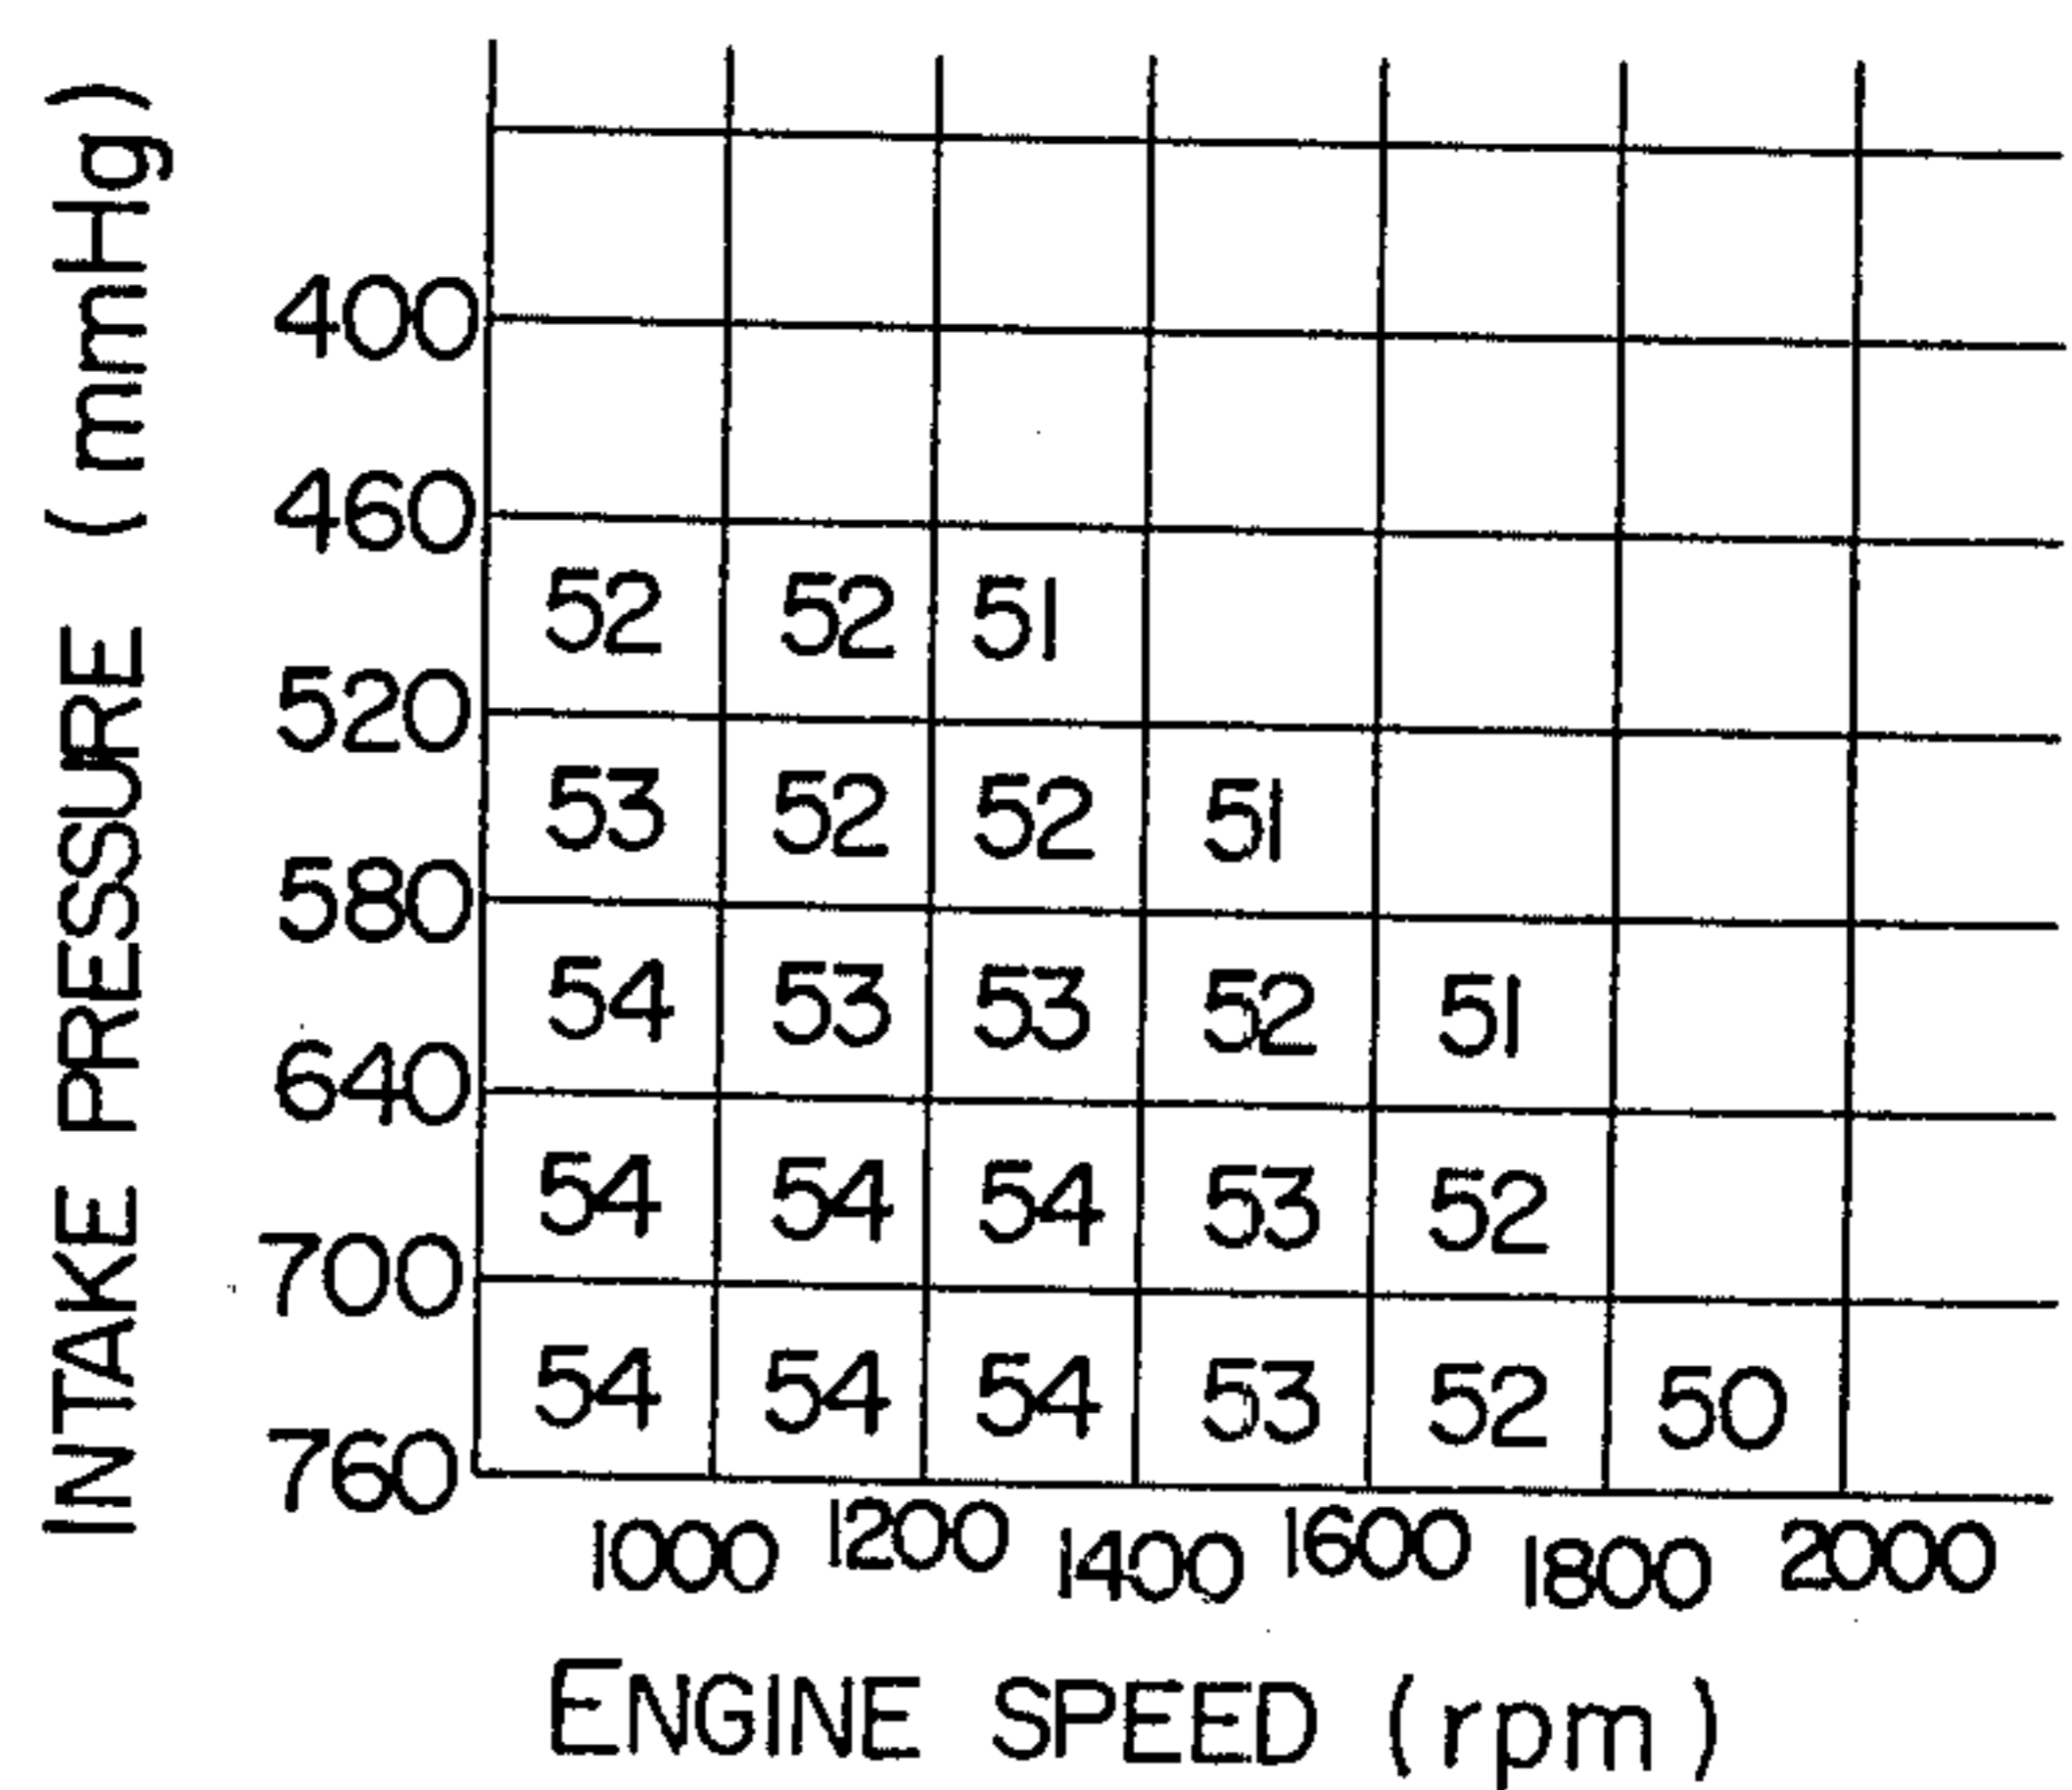 INTAKE PRESSURE (mmHg)
400
460
52 52 51
520
53 52 52 51
580
54 53 53 52 51
640
54 54 54 53 52
700
54 54 54 53 52 50
760
1000 1200 1400 1600 1800 2000
ENGINE SPEED (rpm)